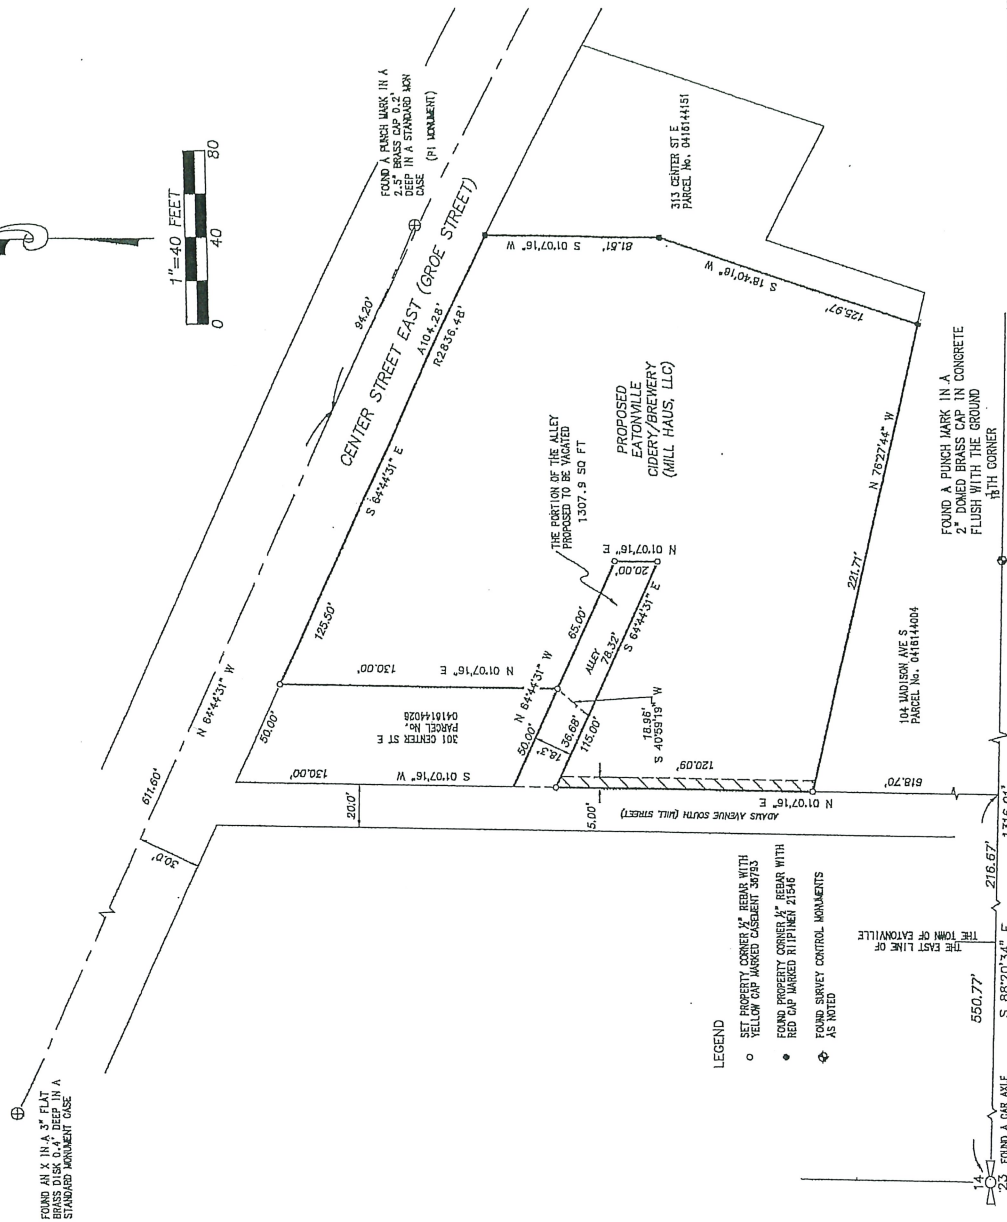 1"=40 FEET
0 40 80
FOUND A PUNCH MARK IN A
2.5" BRASS CAP 0.2'
DEEP IN A STANDARD MON
CASE
(PI MONUMENT)
94.20'
CENTER STREET EAST (GROE STREET)
A104.28'
R2836.48'
S 64°44'31" E
125.50'
N 64°44'31" W
611.60'
30.0'
50.00'
FOUND AN X IN A 3" FLAT
BRASS DISK 0.4' DEEP IN A
STANDARD MONUMENT CASE
313 CENTER ST E
PARCEL No. 0416144151
S 01°07'16" W
81.51'
S 18°40'16" W
125.97'
PROPOSED
EATONVILLE
CIDERY/BREWERY
(MILL HAUS, LLC)
THE PORTION OF THE ALLEY
PROPOSED TO BE VACATED
1307.9 SQ FT
N 01°07'16" E
20.00'
65.00'
ALLEY
78.32'
S 64°44'31" E
N 64°44'31" W
50.00'
18.3'
36.68'
115.00'
18.96'
S 40°59'19" W
130.00'
N 01°07'16" E
301 CENTER ST E
PARCEL No.
0416144026
130.00'
S 01°07'16" W
20.0'
5.00'
120.09'
N 01°07'16" E
ADAMS AVENUE SOUTH (MILL STREET)
N 76°27'44" W
221.71'
104 MADISON AVE S
PARCEL No. 0416144004
618.70'
FOUND A PUNCH MARK IN A
2" DOMED BRASS CAP IN CONCRETE
FLUSH WITH THE GROUND
1/16TH CORNER
LEGEND
SET PROPERTY CORNER ½" REBAR WITH
YELLOW CAP MARKED CASEMENT 38793
FOUND PROPERTY CORNER ½" REBAR WITH
RED CAP MARKED RIIPINEN 21546
FOUND SURVEY CONTROL MONUMENTS
AS NOTED
THE EAST LINE OF
THE TOWN OF EATONVILLE
216.67'
550.77'
S 88°20'34" E
1316.01'
14
23
FOUND A CAR AXLE